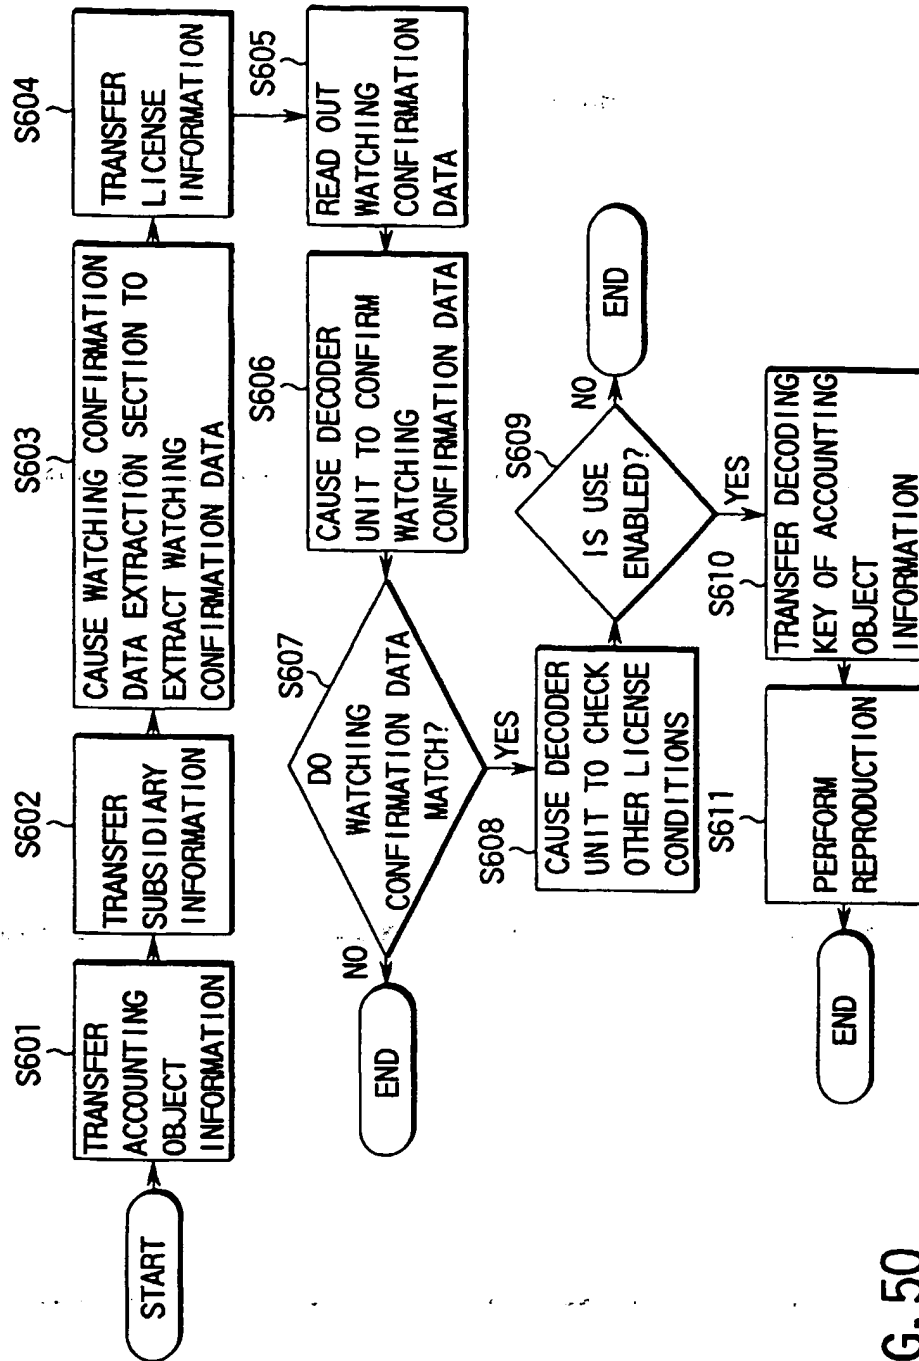 START
S601
TRANSFER
ACCOUNTING
OBJECT
INFORMATION
S602
TRANSFER
SUBSIDIARY
INFORMATION
S603
CAUSE WATCHING CONFIRMATION
DATA EXTRACTION SECTION TO
EXTRACT WATCHING
CONFIRMATION DATA
S604
TRANSFER
LICENSE
INFORMATION
S605
READ OUT
WATCHING
CONFIRMATION
DATA
S606
CAUSE DECODER
UNIT TO CONFIRM
WATCHING
CONFIRMATION DATA
S607
DO
WATCHING
CONFIRMATION DATA
MATCH?
NO
END
YES
S608
CAUSE DECODER
UNIT TO CHECK
OTHER LICENSE
CONDITIONS
S609
IS USE
ENABLED?
NO
END
YES
S610
TRANSFER DECODING
KEY OF ACCOUNTING
OBJECT
INFORMATION
S611
PERFORM
REPRODUCTION
END
G. 50